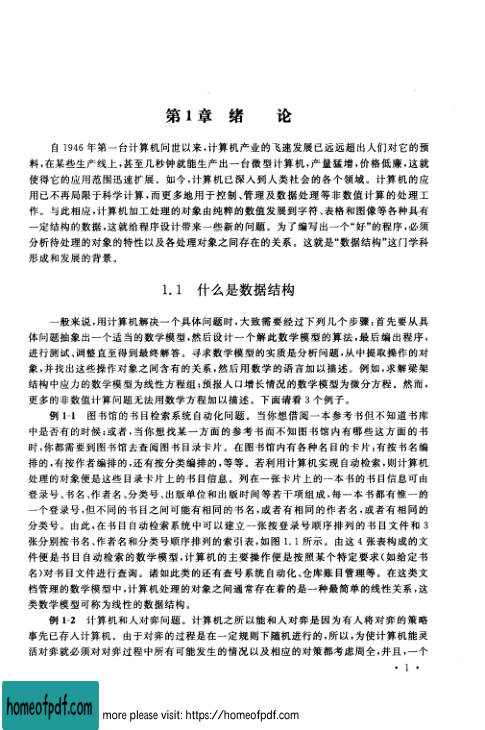 第1章 绪 论
自1946年第一台计算机问世以来,计算机产业的飞速发展已远远超出人们对它的预
料,在某些生产线上,甚至几秒钟就能生产出一台微型计算机,产量猛增,价格低廉,这就
使得它的应用范围迅速扩展。如今,计算机已深入到人类社会的各个领域。计算机的应
用已不再局限于科学计算,而更多地用于控制、管理及数据处理等非数值计算的处理工
作。与此相应,计算机加工处理的对象由纯粹的数值发展到字符、表格和图像等各种具有
一定结构的数据,这就给程序设计带来一些新的问题。为了编写出一个“好”的程序,必须
分析待处理的对象的特性以及各处理对象之间存在的关系。这就是“数据结构”这门学科
形成和发展的背景。
1.1 什么是数据结构
一般来说,用计算机解决一个具体问题时,大致需要经过下列几个步骤:首先要从具
体问题抽象出一个适当的数学模型,然后设计一个解此数学模型的算法,最后编出程序,
进行测试、调整直至得到最终解答。寻求数学模型的实质是分析问题,从中提取操作的对
象,并找出这些操作对象之间含有的关系,然后用数学的语言加以描述。例如,求解梁架
结构中应力的数学模型为线性方程组;预报人口增长情况的数学模型为微分方程。然而,
更多的非数值计算问题无法用数学方程加以描述。下面请看3个例子。
例1-1 图书馆的书目检索系统自动化问题。当你想借阅一本参考书但不知道书库
中是否有的时候;或者,当你想找某一方面的参考书而不知图书馆内有哪些这方面的书
时,你都需要到图书馆去查阅图书目录卡片。在图书馆内有各种名目的卡片:有按书名编
排的,有按作者编排的,还有按分类编排的,等等。若利用计算机实现自动检索,则计算机
处理的对象便是这些目录卡片上的书目信息。列在一张卡片上的一本书的书目信息可由
登录号、书名、作者名、分类号、出版单位和出版时间等若干项组成,每一本书都有惟一的
一个登录号,但不同的书目之间可能有相同的书名,或者有相同的作者名,或者有相同的
分类号。由此,在书目自动检索系统中可以建立一张按登录号顺序排列的书目文件和3
张分别按书名、作者名和分类号顺序排列的索引表,如图1.1所示。由这4张表构成的文
件便是书目自动检索的数学模型,计算机的主要操作便是按照某个特定要求(如给定书
名)对书目文件进行查询。诸如此类的还有查号系统自动化、仓库账目管理等。在这类文
档管理的数学模型中,计算机处理的对象之间通常存在着的是一种最简单的线性关系,这
类数学模型可称为线性的数据结构。
例1-2 计算机和人对弈问题。计算机之所以能和人对弈是因为有人将对弈的策略
事先已存入计算机。由于对弈的过程是在一定规则下随机进行的,所以,为使计算机能灵
活对弈就必须对对弈过程中所有可能发生的情况以及相应的对策都考虑周全,并且,一个
• 1 •
homeofpdf.com
more please visit: https://homeofpdf.com